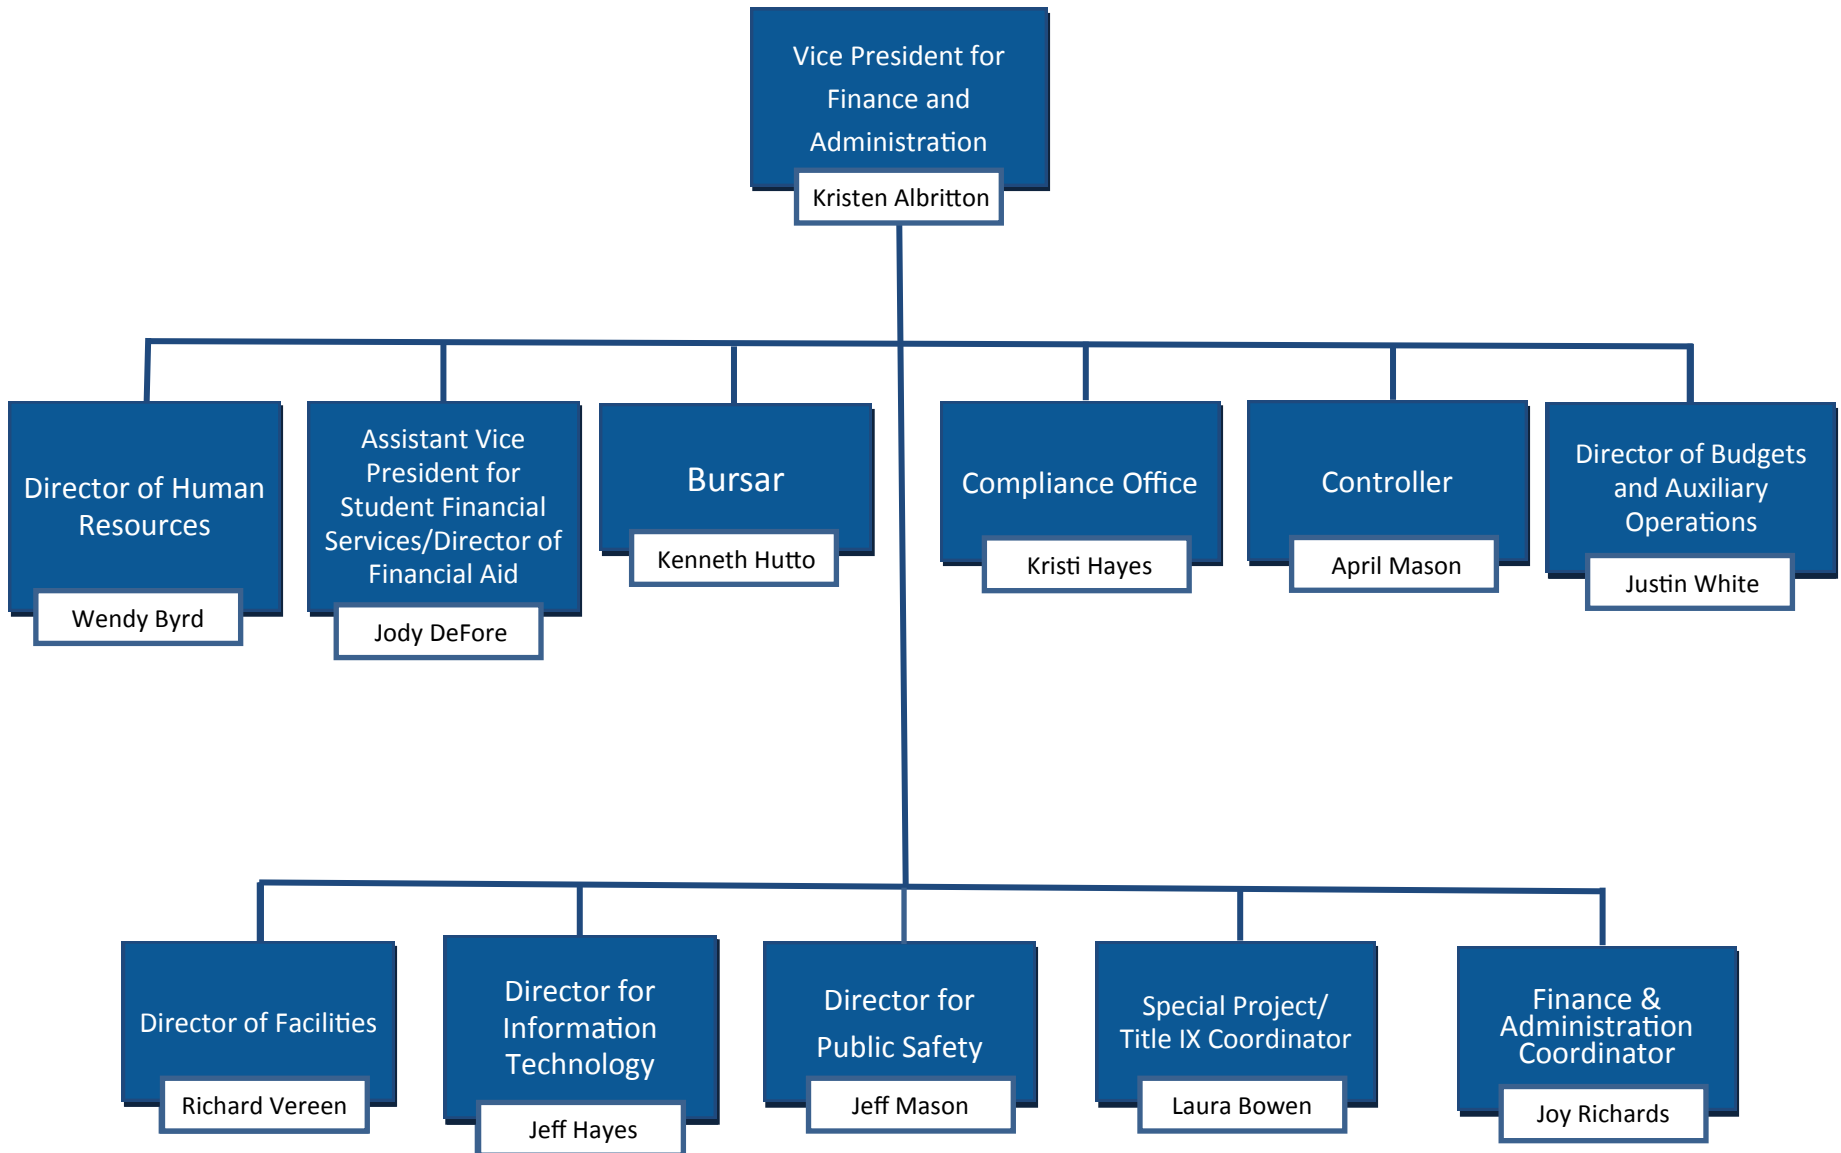 Vice President for
Finance and
Administration
Kristen Albritton
Director of Human
Resources
Wendy Byrd
Assistant Vice
President for
Student Financial
Services/Director of
Financial Aid
Jody DeFore
Bursar
Kenneth Hutto
Compliance Office
Kristi Hayes
Controller
April Mason
Director of Budgets
and Auxiliary
Operations
Justin White
Director of Facilities
Richard Vereen
Director for
Information
Technology
Jeff Hayes
Director for
Public Safety
Jeff Mason
Special Project/
Title IX Coordinator
Laura Bowen
Finance &
Administration
Coordinator
Joy Richards